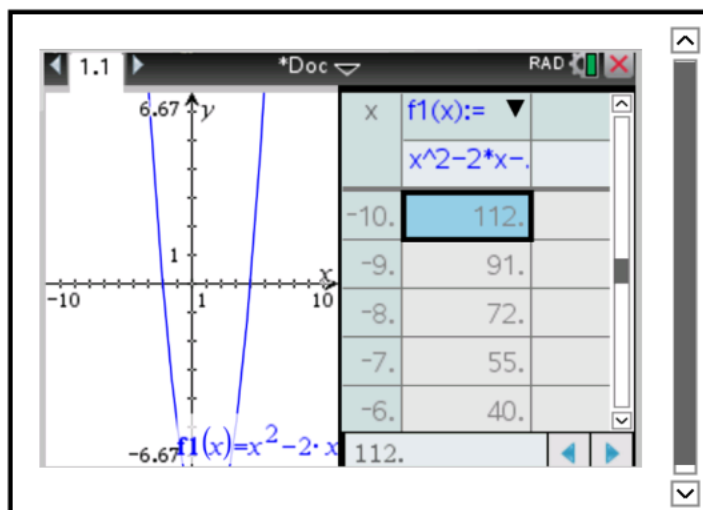 1.1 *Doc RAD
6.67 y
1
x
-10 1 10
-6.67 f1(x)=x²-2·x
x f1(x):= ▼
x^2-2*x-.
-10. 112.
-9. 91.
-8. 72.
-7. 55.
-6. 40.
112.